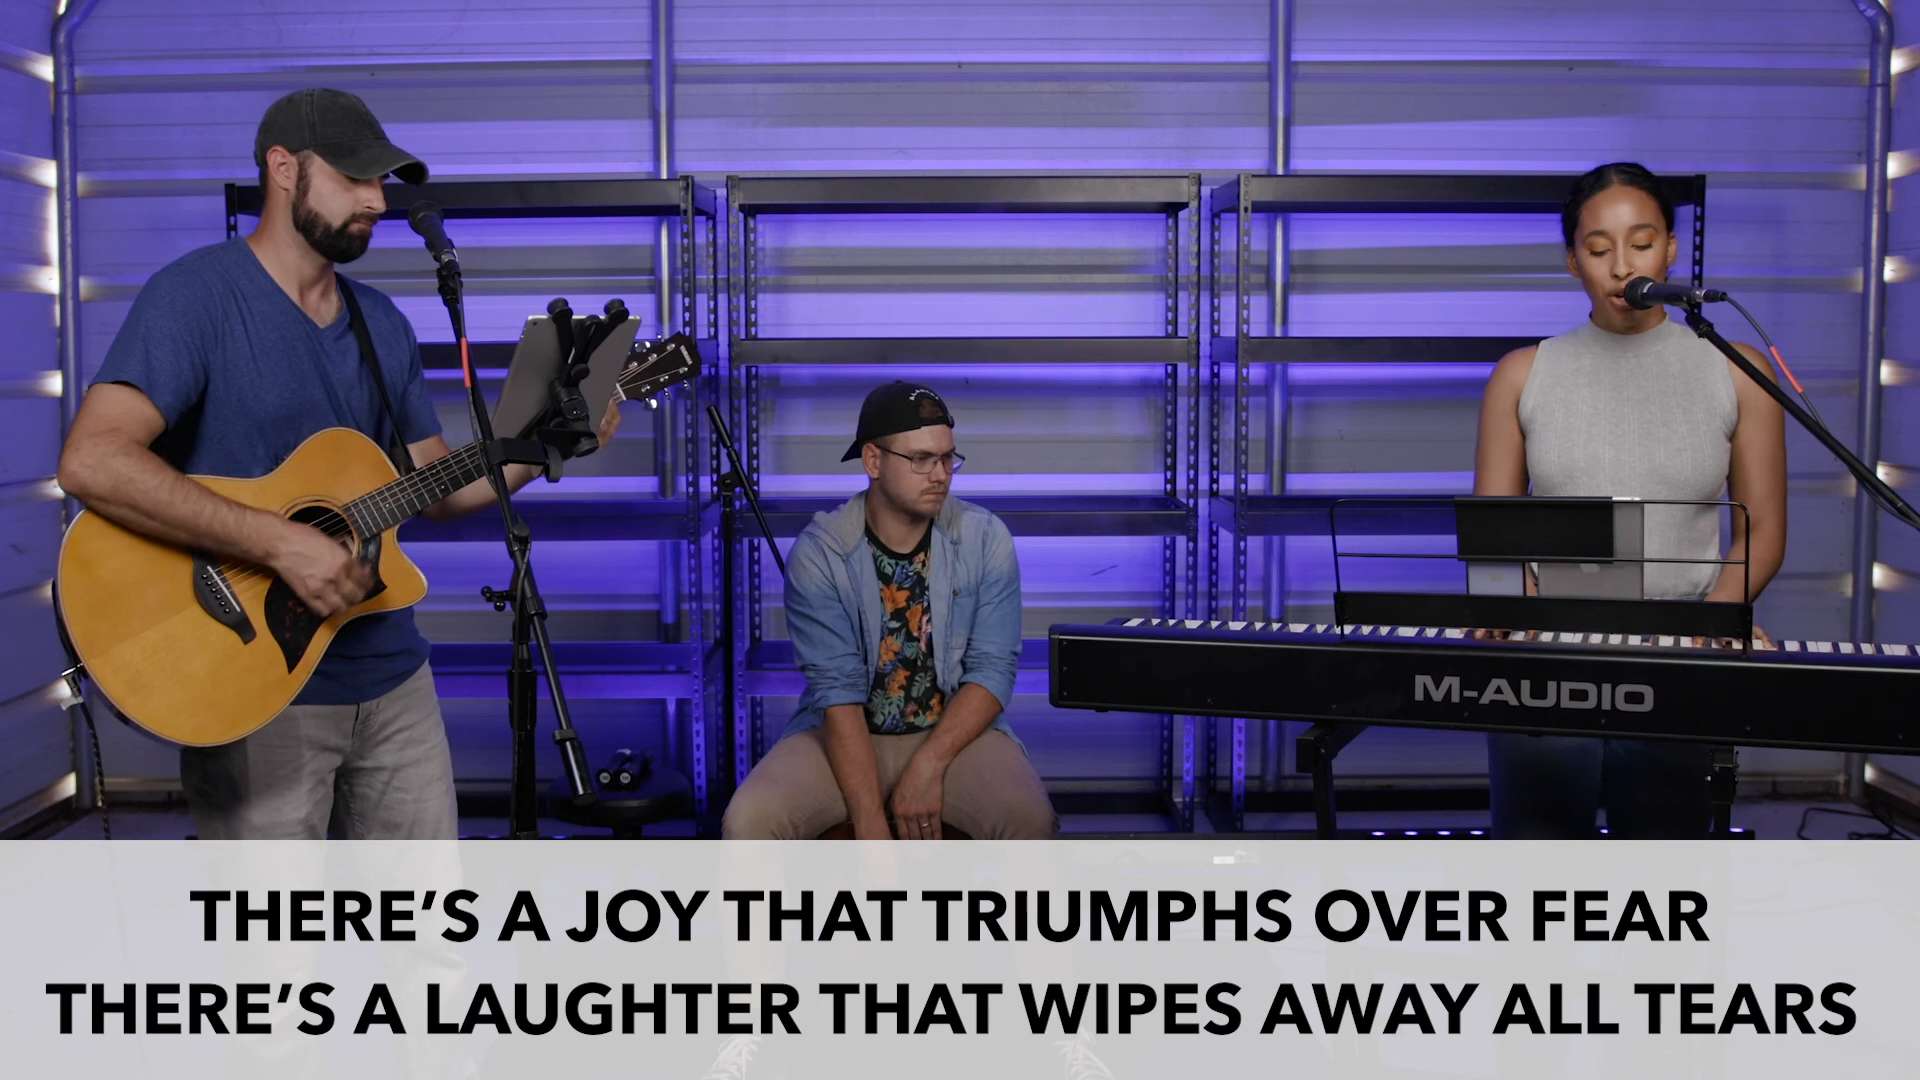 M-AUDIO
THERE’S A JOY THAT TRIUMPHS OVER FEAR
THERE’S A LAUGHTER THAT WIPES AWAY ALL TEARS